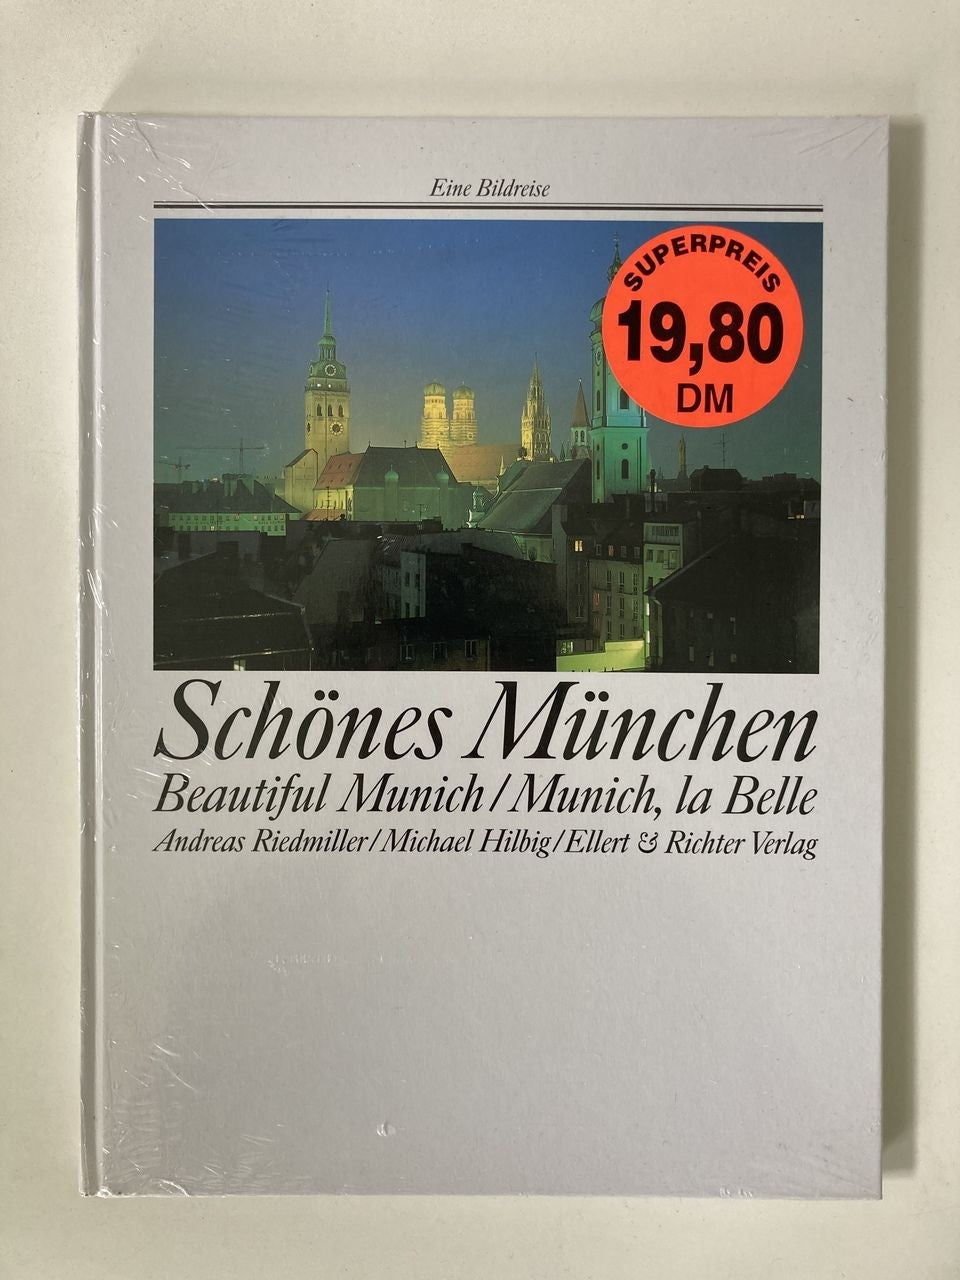 Eine Bildreise
SUPERPREIS
19,80
DM
Schönes München
Beautiful Munich/Munich, la Belle
Andreas Riedmiller/Michael Hilbig/Ellert & Richter Verlag